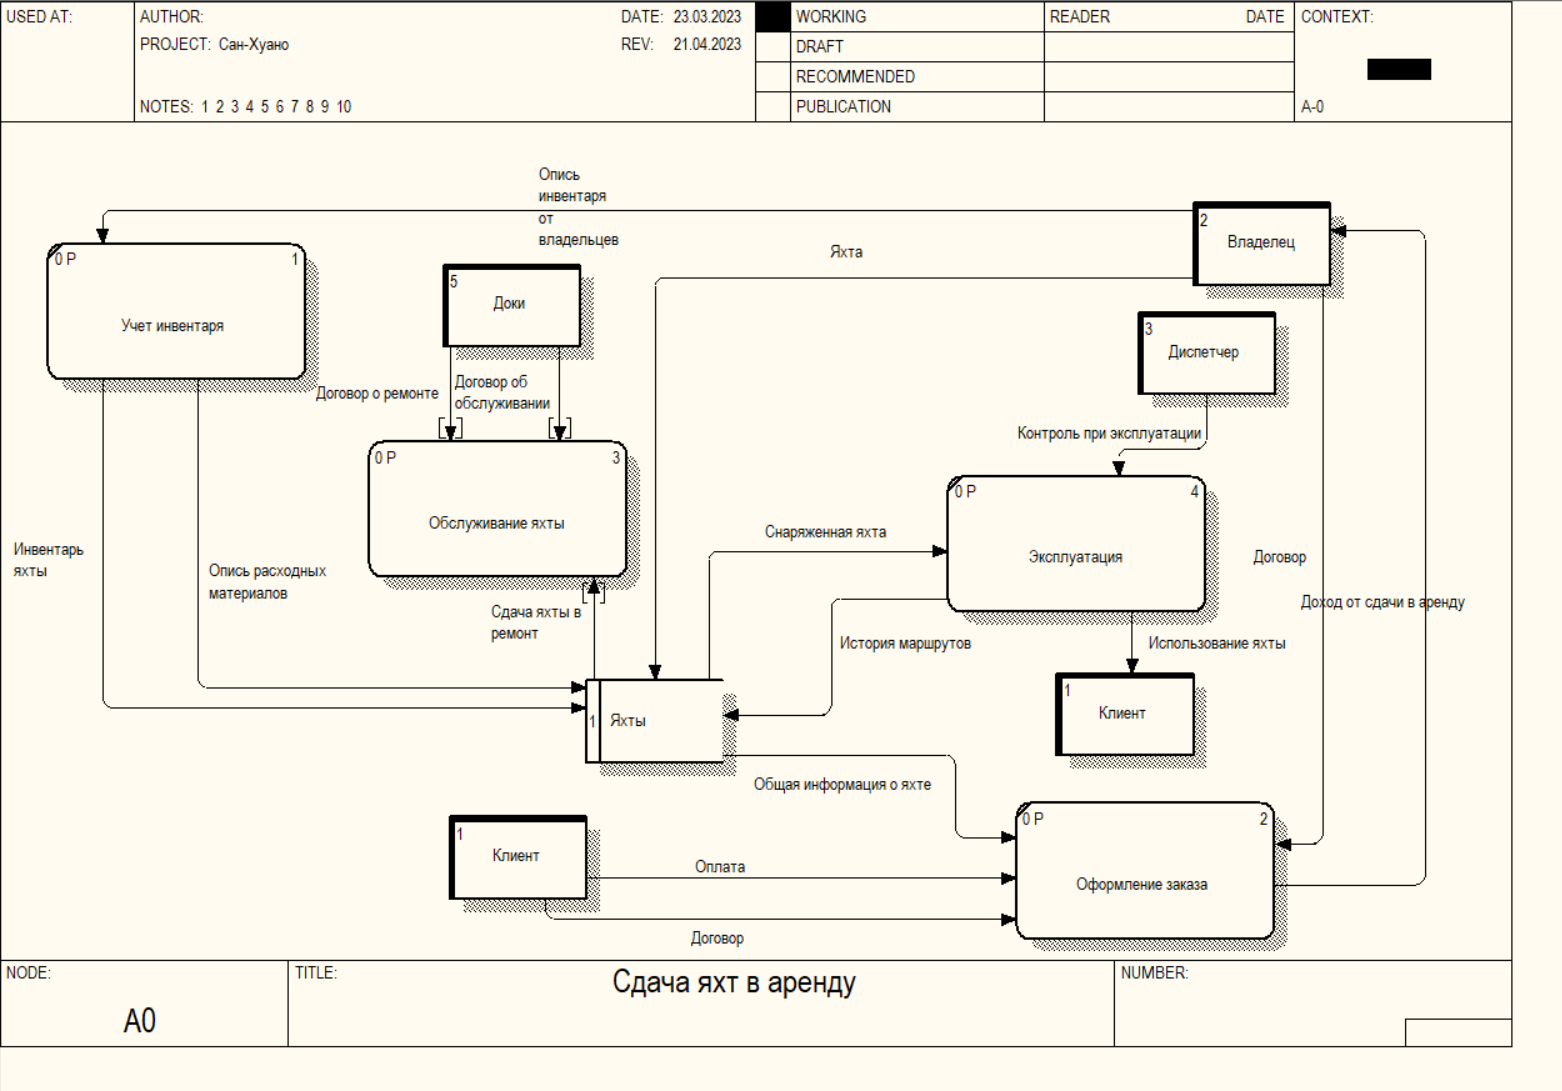 USED AT:
AUTHOR:
DATE: 23.03.2023
PROJECT: Сан-Хуано
REV: 21.04.2023
NOTES: 1 2 3 4 5 6 7 8 9 10
WORKING
DRAFT
RECOMMENDED
PUBLICATION
READER
DATE
CONTEXT:
A-0
Опись
инвентаря
от
владельцев
2
Владелец
Яхта
0 Р
1
Учет инвентаря
5
Доки
3
Диспетчер
Договор о ремонте
Договор об
обслуживании
Контроль при эксплуатации
0 Р
3
Обслуживание яхты
0 Р
4
Эксплуатация
Снаряженная яхта
Инвентарь
яхты
Опись расходных
материалов
Договор
Доход от сдачи в аренду
Сдача яхты в
ремонт
История маршрутов
Использование яхты
1
Яхты
1
Клиент
Общая информация о яхте
1
Клиент
0 Р
2
Оформление заказа
Оплата
Договор
NODE:
A0
TITLE:
Сдача яхт в аренду
NUMBER: